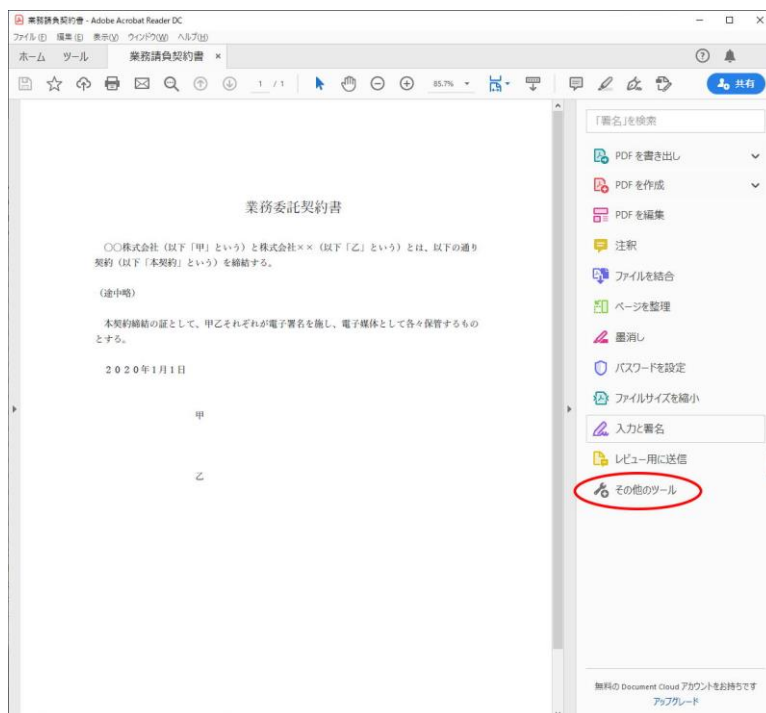 業務請負契約書 - Adobe Acrobat Reader DC
ファイル(F) 編集(E) 表示(V) ウィンドウ(W) ヘルプ(H)
ホーム ツール 業務請負契約書 ×
1 / 1 85.7% 共有
「署名」を検索
PDF を書き出し
PDF を作成
PDF を編集
注釈
ファイルを結合
ページを整理
墨消し
パスワードを設定
ファイルサイズを縮小
入力と署名
レビュー用に送信
その他のツール
業務委託契約書
○○株式会社(以下「甲」という)と株式会社××(以下「乙」という)とは、以下の通り
契約(以下「本契約」という)を締結する。
(途中略)
本契約締結の証として、甲乙それぞれが電子署名を施し、電子媒体として各々保管するもの
とする。
2020年1月1日
甲
乙
無料の Document Cloud アカウントをお持ちです
アップグレード